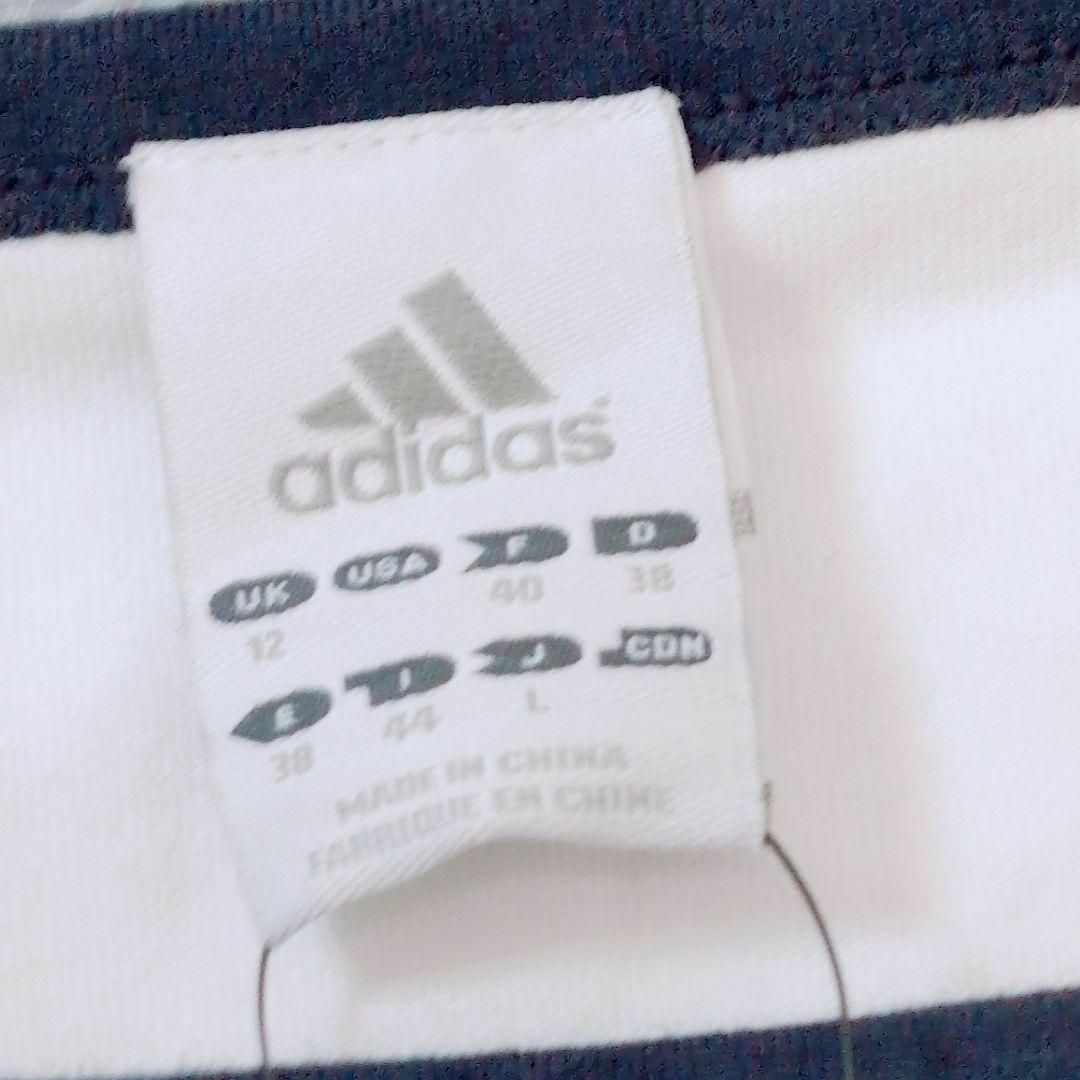 adidas
UK USA F D
12 40 38
E I J CDN
38 44 L
MADE IN CHINA
FABRIQUE EN CHINE